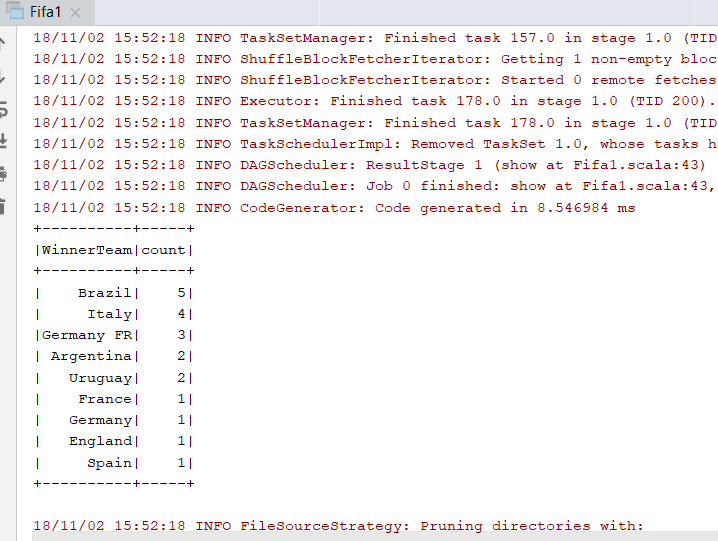 Fifa1
18/11/02 15:52:18 INFO TaskSetManager: Finished task 157.0 in stage 1.0 (TID
18/11/02 15:52:18 INFO ShuffleBlockFetcherIterator: Getting 1 non-empty bloc
18/11/02 15:52:18 INFO ShuffleBlockFetcherIterator: Started 0 remote fetches
18/11/02 15:52:18 INFO Executor: Finished task 178.0 in stage 1.0 (TID 200).
18/11/02 15:52:18 INFO TaskSetManager: Finished task 178.0 in stage 1.0 (TID
18/11/02 15:52:18 INFO TaskSchedulerImpl: Removed TaskSet 1.0, whose tasks h
18/11/02 15:52:18 INFO DAGScheduler: ResultStage 1 (show at Fifa1.scala:43)
18/11/02 15:52:18 INFO DAGScheduler: Job 0 finished: show at Fifa1.scala:43,
18/11/02 15:52:18 INFO CodeGenerator: Code generated in 8.546984 ms
+----------+-----+
|WinnerTeam|count|
+----------+-----+
|    Brazil|    5|
|     Italy|    4|
|Germany FR|    3|
| Argentina|    2|
|   Uruguay|    2|
|    France|    1|
|   Germany|    1|
|   England|    1|
|     Spain|    1|
+----------+-----+
18/11/02 15:52:18 INFO FileSourceStrategy: Pruning directories with: